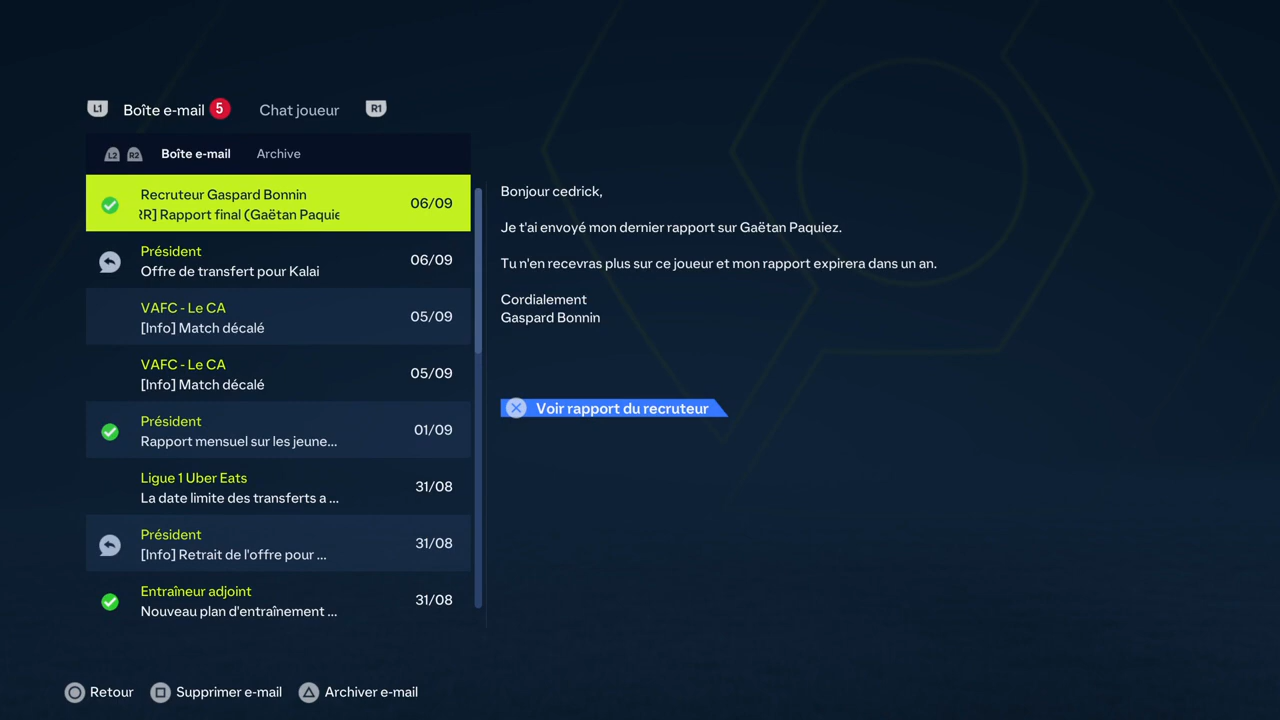 L1 Boîte e-mail 5 Chat joueur R1
L2 R2 Boîte e-mail Archive
Recruteur Gaspard Bonnin
RR] Rapport final (Gaëtan Paquie
06/09
Président
Offre de transfert pour Kalai
06/09
VAFC - Le CA
[Info] Match décalé
05/09
VAFC - Le CA
[Info] Match décalé
05/09
Président
Rapport mensuel sur les jeune...
01/09
Ligue 1 Uber Eats
La date limite des transferts a ...
31/08
Président
[Info] Retrait de l'offre pour ...
31/08
Entraîneur adjoint
Nouveau plan d'entraînement ...
31/08
Bonjour cedrick,
Je t'ai envoyé mon dernier rapport sur Gaëtan Paquiez.
Tu n'en recevras plus sur ce joueur et mon rapport expirera dans un an.
Cordialement
Gaspard Bonnin
Voir rapport du recruteur
Retour Supprimer e-mail Archiver e-mail